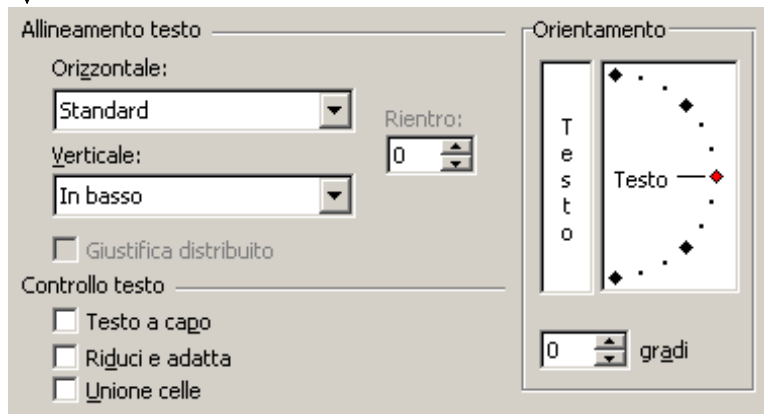 Allineamento testo
Orizzontale:
Standard
Rientro:
0
Verticale:
In basso
Giustifica distribuito
Controllo testo
Testo a capo
Riduci e adatta
Unione celle
Orientamento
Testo
Testo
0 gradi